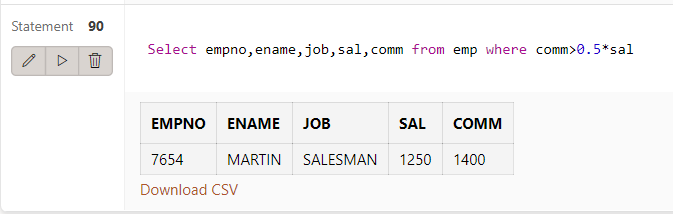 Statement 90
Select empno,ename,job,sal,comm from emp where comm>0.5*sal
EMPNO ENAME JOB SAL COMM
7654 MARTIN SALESMAN 1250 1400
Download CSV